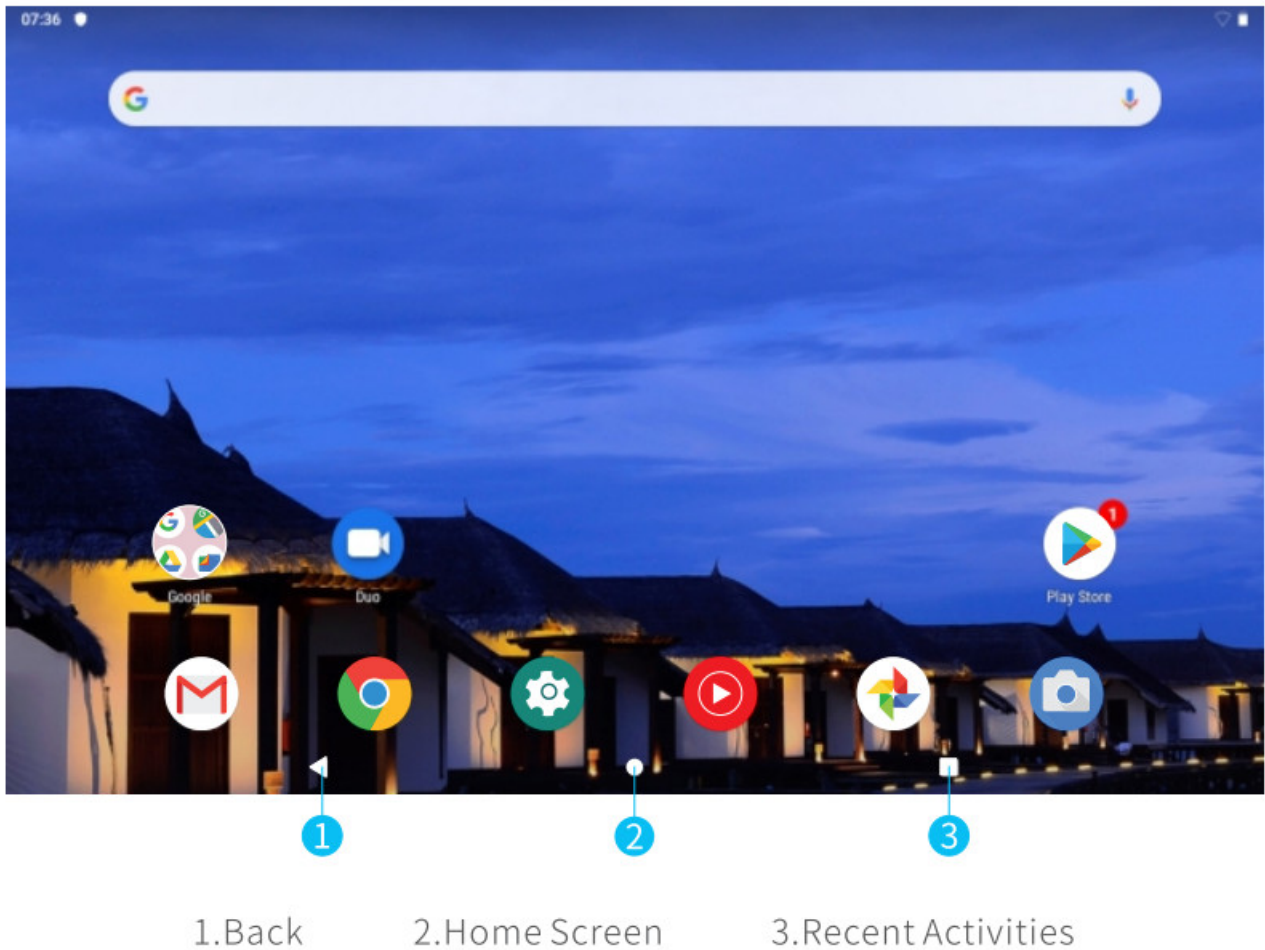 07:36
1
Google
Duo
Play Store
1
2
3
1.Back
2.Home Screen
3.Recent Activities